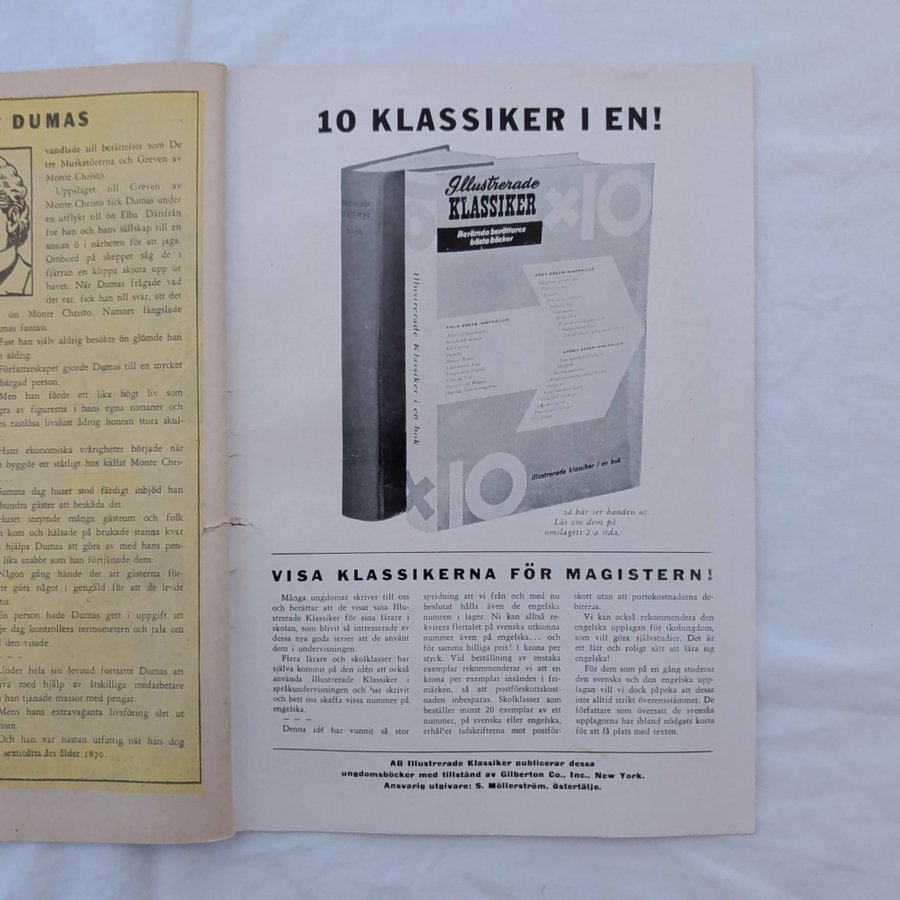 DUMAS
vandlade till berättelser som De
tre Musketörerna och Greven av
Monte Christo.
Uppslaget till Greven av
Monte Christo fick Dumas under
en utflykt till ön Elba. Därifrån
for han och hans sällskap till en
annan ö i närheten för att jaga.
Ombord på skeppet såg de i
fjärran en klippa skjuta upp ur
havet. När Dumas frågade vad
det var, fick han till svar, att det
ön Monte Christo. Namnet fängslade
mas fantasi.
Fast han själv aldrig besökte ön glömde han
aldrig.
Författarskapet gjorde Dumas till en mycket
bärgad person.
Men han förde ett lika högt liv som
gra av figurerna i hans egna romaner och
ns rastlösa livslust ådrog honom stora skul-
Hans ekonomiska svårigheter började när
byggde ett ståtligt hus kallat Monte Chri-
Samma dag huset stod färdigt inbjöd han
hundra gäster att beskåda det.
Huset inrymde många gästrum och folk
kom och hälsade på brukade stanna kvar
hjälpa Dumas att göra av med hans pen-
lika snabbt som han förtjänade dem.
Någon gång hände det att gästerna för-
te göra något i gengäld för att de levde
tis.
En person hade Dumas gett i uppgift att
je dag kontrollera termometern och tala om
den visade.
– – –
Under hela sin levnad fortsatte Dumas att
iva med hjälp av åtskilliga medarbetare
han tjänade massor med pengar.
Mens hans extravaganta livsföring slet ut
nom.
Och han var nästan utfattig, när han dog
sextioåtta års ålder 1870.
10 KLASSIKER I EN!
Illustrerade
KLASSIKER
Berömda berättares
bästa böcker
×10
GULA BOKEN INNEHÅLLER:
RÖDA BOKEN INNEHÅLLER:
GRÖNA BOKEN INNEHÅLLER:
Illustrerade Klassiker i en bok
×10
Illustrerade klassiker i en bok
Så här ser banden ut.
Läs om dem på
omslagets 2:a sida.
VISA KLASSIKERNA FÖR MAGISTERN!
Många ungdomar skriver till oss
och berättar att de visat sina Illu-
strerade Klassiker för sina lärare i
skolan, som blivit så intresserade av
dessa nya goda serier att de använt
dem i undervisningen.
Flera lärare och skolklasser har
själva kommit på den idén att också
använda illustrerade Klassiker i
språkundervisningen och har skrivit
och bett oss skaffa vissa nummer på
engelska.
– – –
Denna idé har vunnit så stor
spridning att vi från och med nu
beslutat hålla även de engelska
numren i lager. Ni kan alltså re-
kvirera flertalet på svenska utkomna
nummer även på engelska... och
för samma billiga pris! 1 krona per
styck. Vid beställning av enstaka
exemplar rekommenderar vi att en
krona per exemplar insändes i fri-
märken, så att postförskottskost-
naden inbesparas. Skolklasser som
beställer minst 20 exemplar av ett
nummer, på svenska eller engelska,
erhåller tidskrifterna mot postför-
skott utan att portokostnaderna de-
biteras.
Vi kan också rekommendera den
engelska upplagan för skolungdom,
som vill göra självstudier. Det är
ett lätt och roligt sätt att lära sig
engelska!
För dem som på en gång studerar
den svenska och den engelska upp-
lagan vill vi dock påpeka att dessa
inte alltid strikt överensstämmer. De
författare som översatt de svenska
upplagorna har ibland nödgats korta
för att få plats med texten.
AB Illustrerade Klassiker publicerar dessa
ungdomsböcker med tillstånd av Gilberton Co., Inc., New York.
Ansvarig utgivare: S. Möllerström, Östertälje.